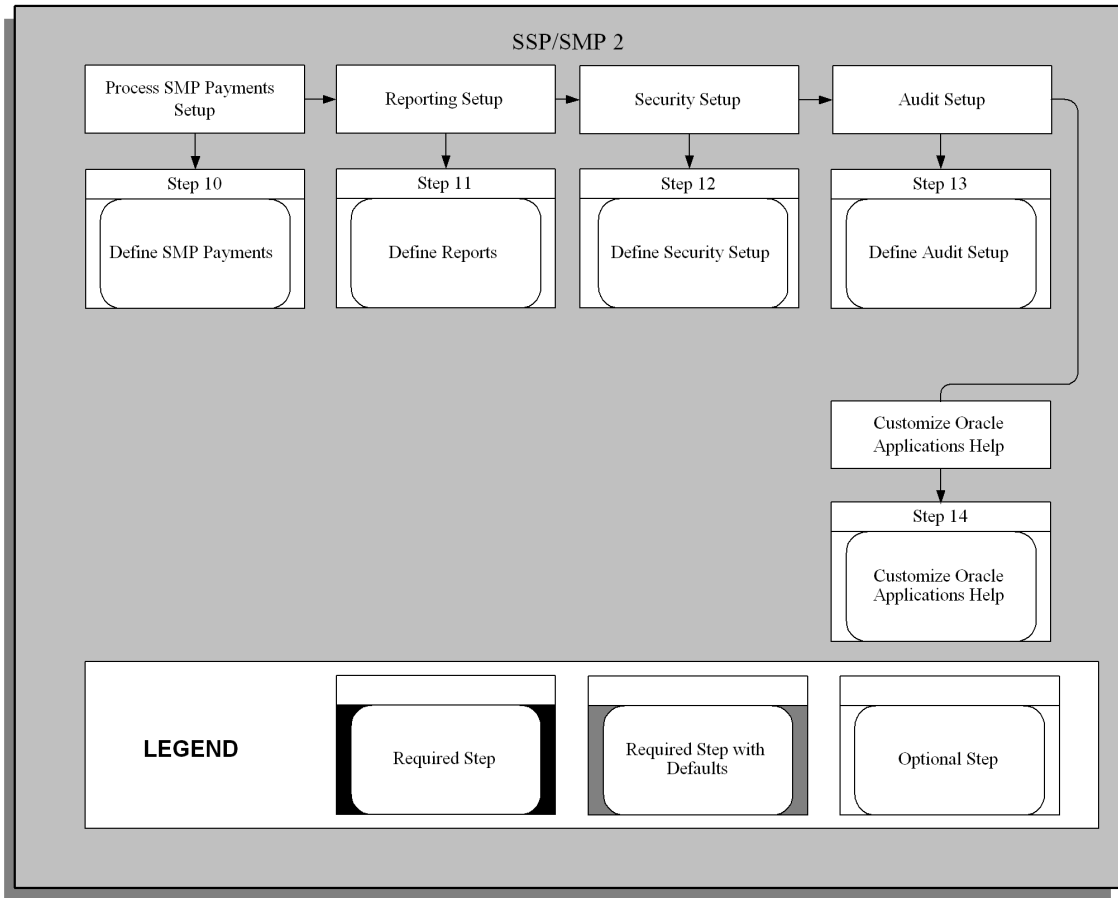 SSP/SMP 2
Process SMP Payments
Setup
Reporting Setup
Security Setup
Audit Setup
Step 10
Define SMP Payments
Step 11
Define Reports
Step 12
Define Security Setup
Step 13
Define Audit Setup
Customize Oracle
Applications Help
Step 14
Customize Oracle
Applications Help
LEGEND
Required Step
Required Step with
Defaults
Optional Step